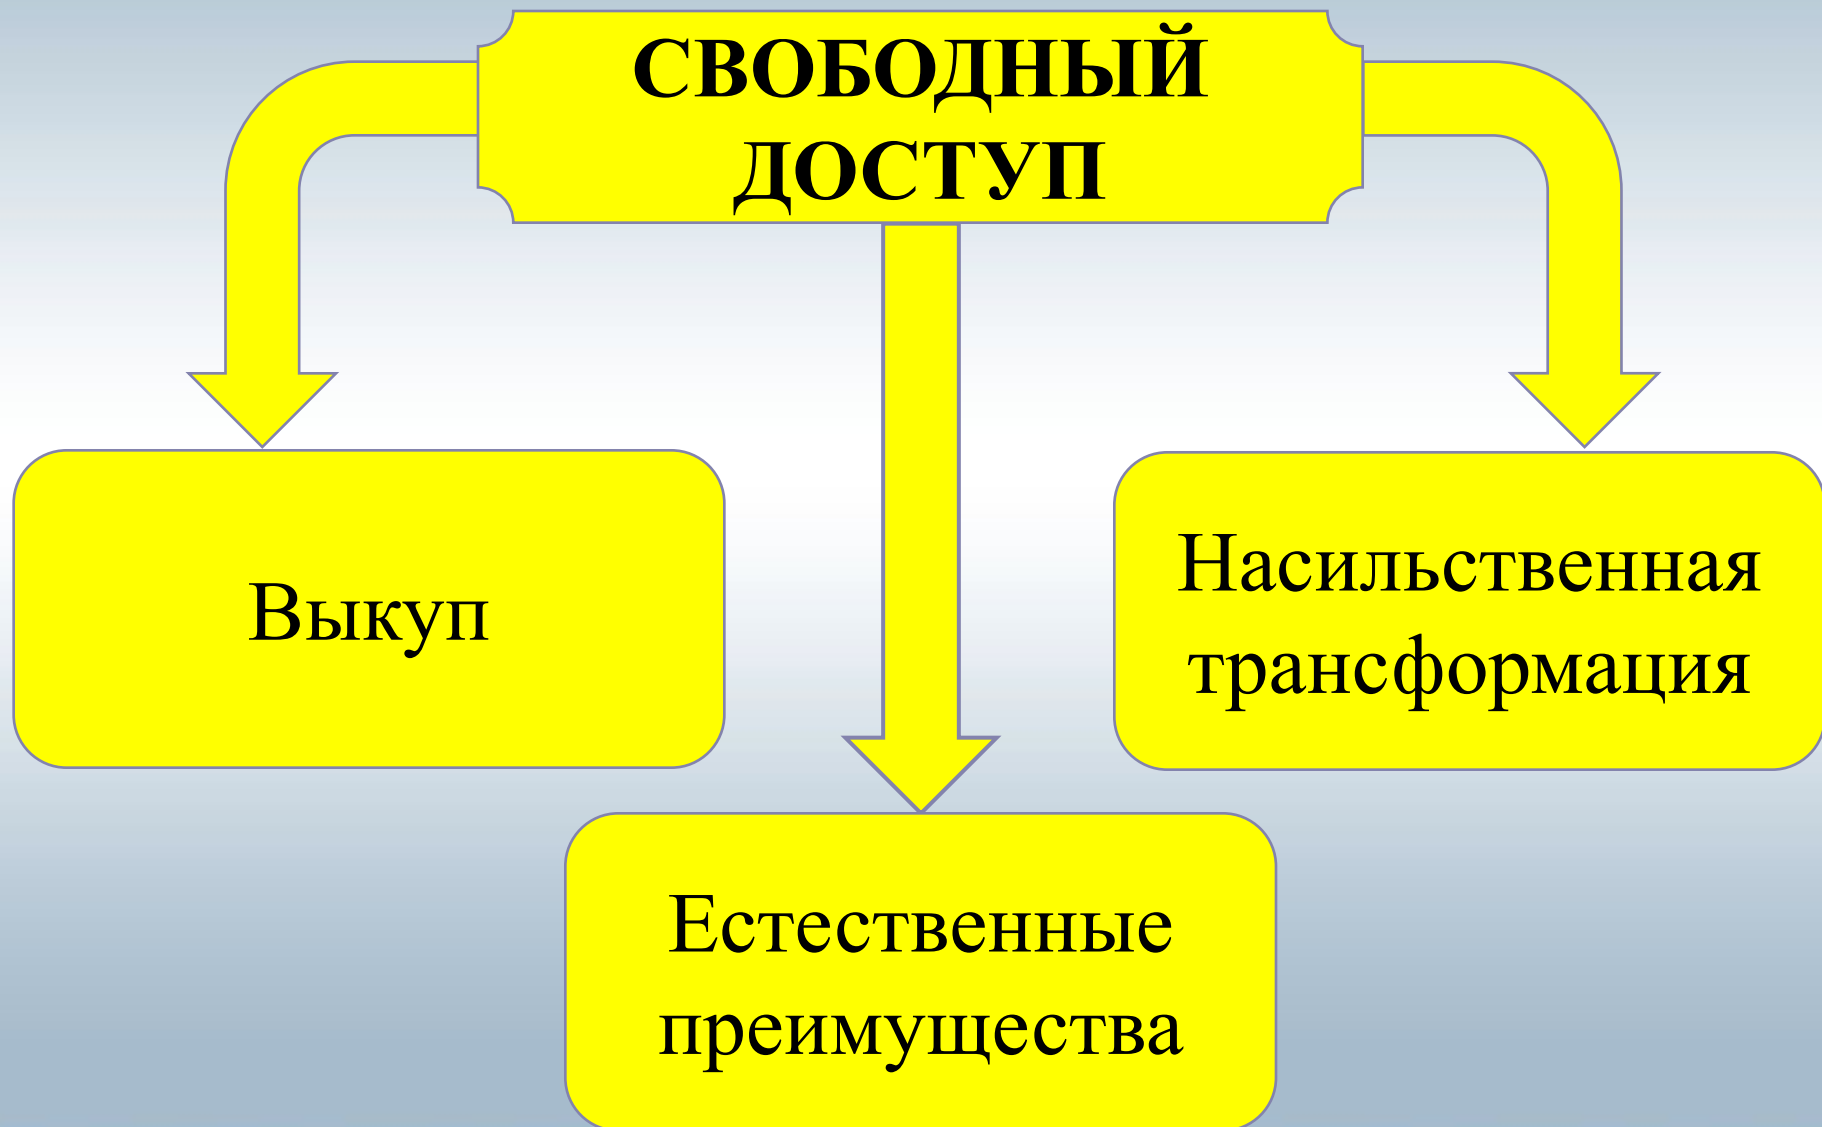 СВОБОДНЫЙ
ДОСТУП
Выкуп
Насильственная
трансформация
Естественные
преимущества